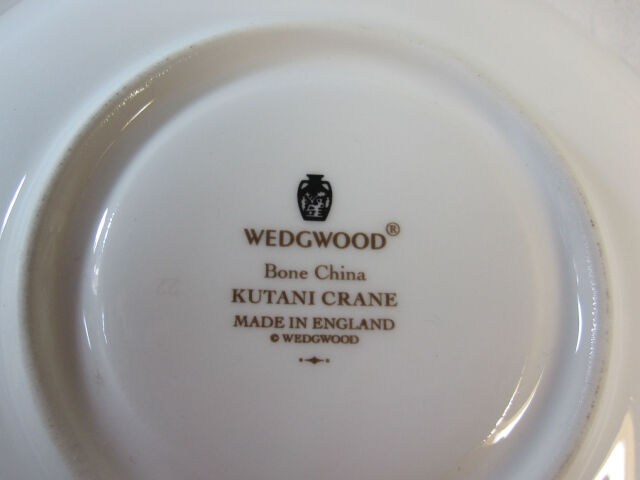 WEDGWOOD®
Bone China
KUTANI CRANE
MADE IN ENGLAND
© WEDGWOOD